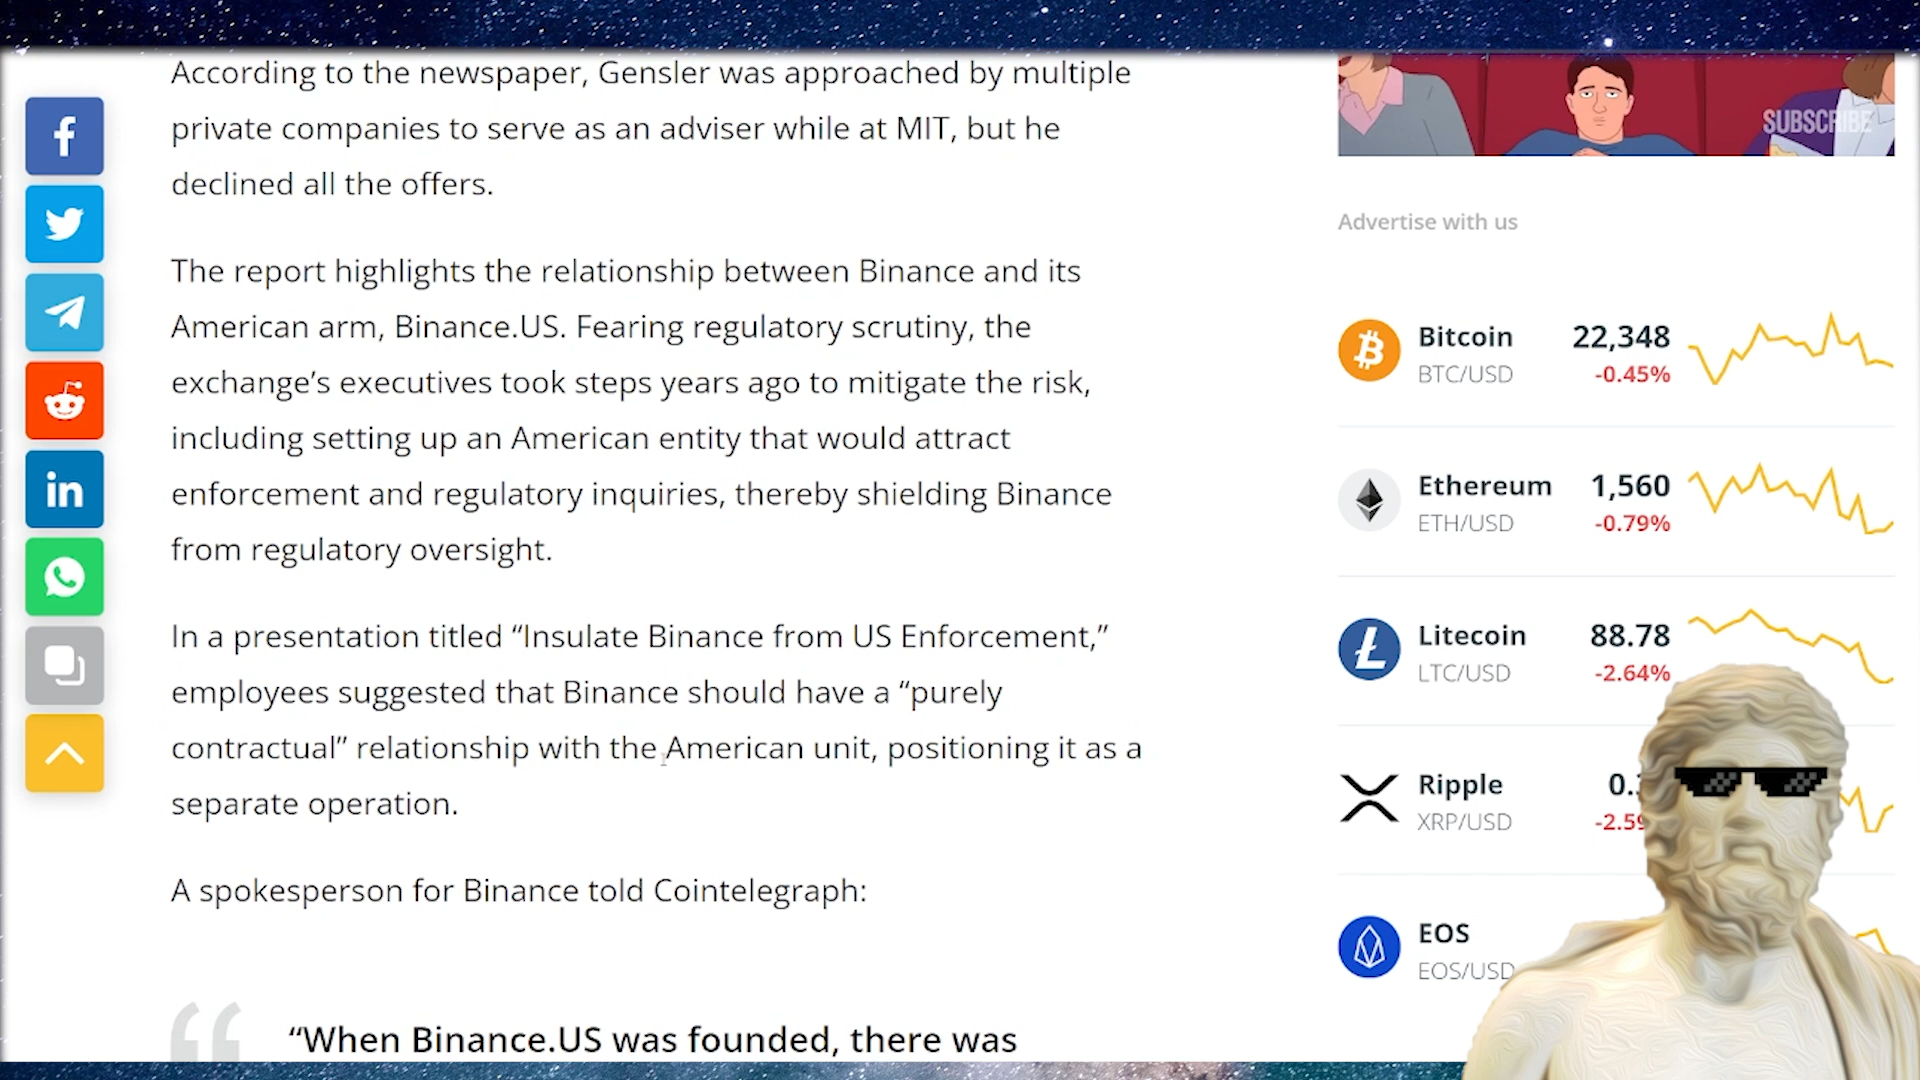 According to the newspaper, Gensler was approached by multiple
private companies to serve as an adviser while at MIT, but he
declined all the offers.
The report highlights the relationship between Binance and its
American arm, Binance.US. Fearing regulatory scrutiny, the
exchange’s executives took steps years ago to mitigate the risk,
including setting up an American entity that would attract
enforcement and regulatory inquiries, thereby shielding Binance
from regulatory oversight.
In a presentation titled “Insulate Binance from US Enforcement,”
employees suggested that Binance should have a “purely
contractual” relationship with the American unit, positioning it as a
separate operation.
A spokesperson for Binance told Cointelegraph:
“When Binance.US was founded, there was
SUBSCRIBE
Advertise with us
Bitcoin 22,348
BTC/USD -0.45%
Ethereum 1,560
ETH/USD -0.79%
Litecoin 88.78
LTC/USD -2.64%
Ripple
XRP/USD
EOS
EOS/USD